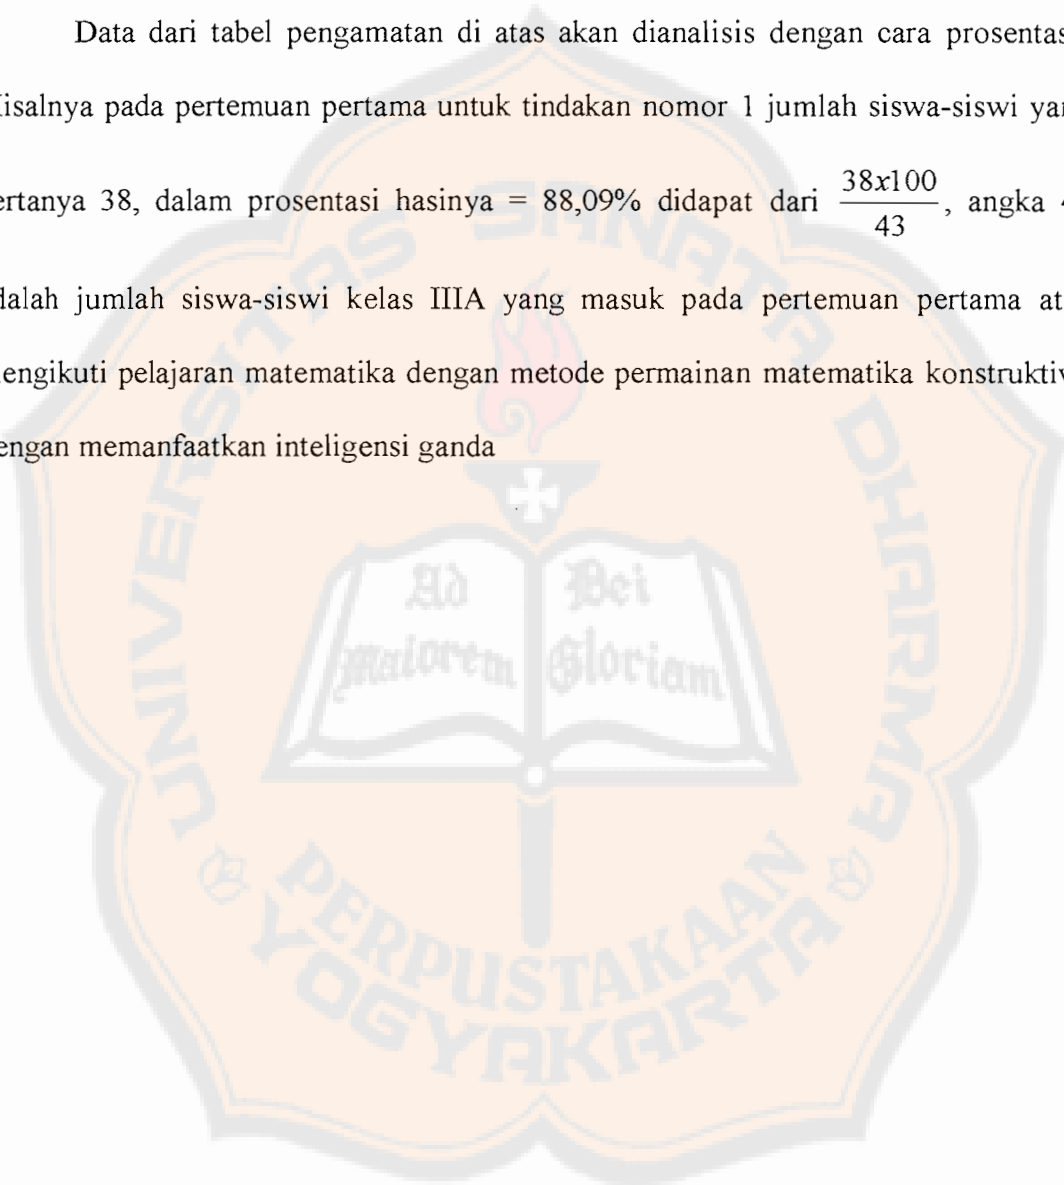 Data dari tabel pengamatan di atas akan dianalisis dengan cara prosentas
isalnya pada pertemuan pertama untuk tindakan nomor 1 jumlah siswa-siswi yan
ertanya 38, dalam prosentasi hasinya = 88,09% didapat dari 38x100/43, angka 4
dalah jumlah siswa-siswi kelas IIIA yang masuk pada pertemuan pertama at
engikuti pelajaran matematika dengan metode permainan matematika konstruktiv
engan memanfaatkan inteligensi ganda
UNIVERSITAS SANATA DHARMA
Ad Dei
maiorem Gloriam
PERPUSTAKAAN
YOGYAKARTA